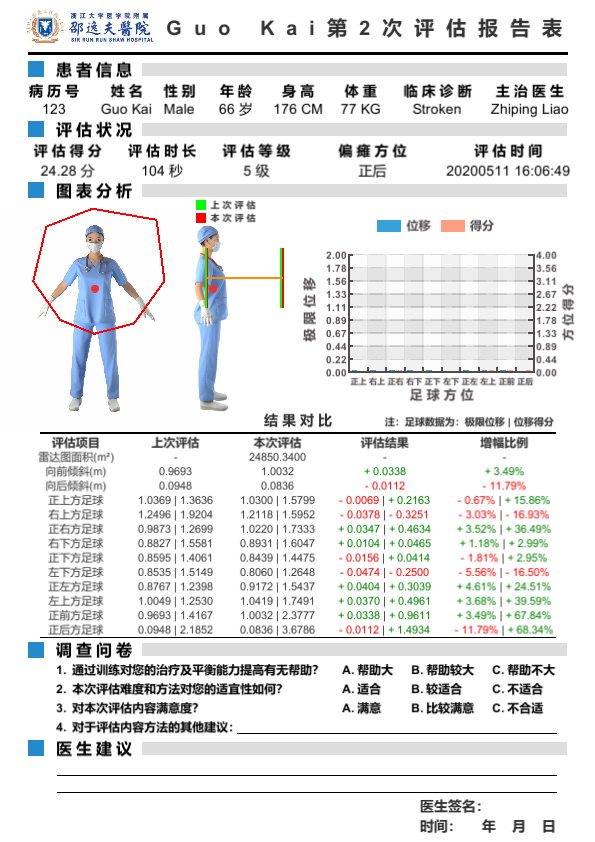 浙江大学医学院附属
邵逸夫醫院
SIR RUN RUN SHAW HOSPITAL
Guo Kai第2次评估报告表
患者信息
病历号 姓名 性别 年龄 身高 体重 临床诊断 主治医生
123 Guo Kai Male 66 岁 176 CM 77 KG Stroken Zhiping Liao
评估状况
评估得分 评估时长 评估等级 偏瘫方位 评估时间
24.28 分 104 秒 5 级 正后 20200511 16:06:49
图表分析
上次评估
本次评估
位移 得分
极限位移
2.00 4.00
1.78 3.56
1.56 3.11
1.33 2.67
1.11 2.22
0.89 1.78
0.67 1.33
0.44 0.89
0.22 0.44
0.00 0.00
方位得分
正上 右上 正右 右下 正下 左下 正左 左上 正前 正后
足球方位
结果对比 注: 足球数据为: 极限位移 | 位移得分
评估项目 上次评估 本次评估 评估结果 增幅比例
雷达图面积(m²) - 24850.3400 - -
向前倾斜(m) 0.9693 1.0032 + 0.0338 + 3.49%
向后倾斜(m) 0.0948 0.0836 - 0.0112 - 11.79%
正上方足球 1.0369 | 1.3636 1.0300 | 1.5799 - 0.0069 | + 0.2163 - 0.67% | + 15.86%
右上方足球 1.2496 | 1.9204 1.2118 | 1.5952 - 0.0378 | - 0.3251 - 3.03% | - 16.93%
正右方足球 0.9873 | 1.2699 1.0220 | 1.7333 + 0.0347 | + 0.4634 + 3.52% | + 36.49%
右下方足球 0.8827 | 1.5581 0.8931 | 1.6047 + 0.0104 | + 0.0465 + 1.18% | + 2.99%
正下方足球 0.8595 | 1.4061 0.8439 | 1.4475 - 0.0156 | + 0.0414 - 1.81% | + 2.95%
左下方足球 0.8535 | 1.5149 0.8060 | 1.2648 - 0.0474 | - 0.2500 - 5.56% | - 16.50%
正左方足球 0.8767 | 1.2398 0.9172 | 1.5437 + 0.0404 | + 0.3039 + 4.61% | + 24.51%
左上方足球 1.0049 | 1.2530 1.0419 | 1.7491 + 0.0370 | + 0.4961 + 3.68% | + 39.59%
正前方足球 0.9693 | 1.4167 1.0032 | 2.3777 + 0.0338 | + 0.9611 + 3.49% | + 67.84%
正后方足球 0.0948 | 2.1852 0.0836 | 3.6786 - 0.0112 | + 1.4934 - 11.79% | + 68.34%
调查问卷
1. 通过训练对您的治疗及平衡能力提高有无帮助? A. 帮助大 B. 帮助较大 C. 帮助不大
2. 本次评估难度和方法对您的适宜性如何? A. 适合 B. 较适合 C. 不适合
3. 对本次评估内容满意度? A. 满意 B. 比较满意 C. 不合适
4. 对于评估内容方法的其他建议:
医生建议
医生签名:
时间: 年 月 日